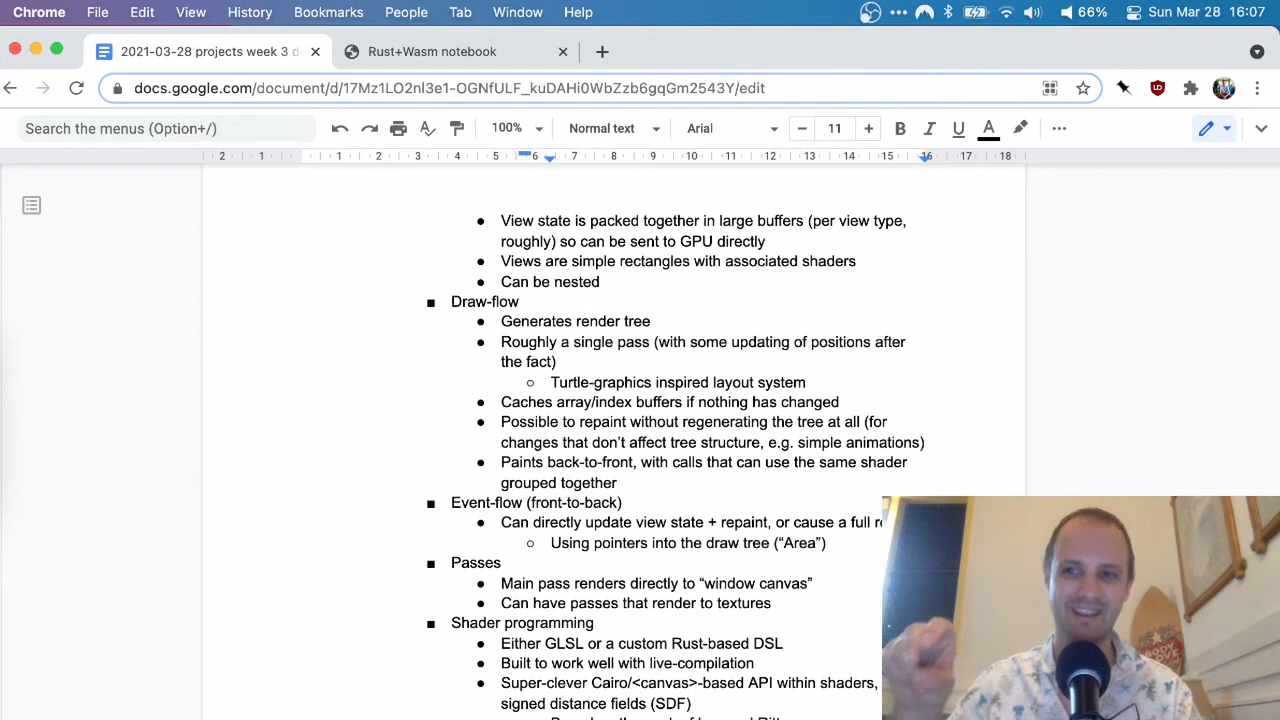 Chrome File Edit View History Bookmarks People Tab Window Help 66% Sun Mar 28 16:07
2021-03-28 projects week 3 d
Rust+Wasm notebook
docs.google.com/document/d/17Mz1LO2nl3e1-OGNfULF_kuDAHi0WbZzb6gqGm2543Y/edit
Search the menus (Option+/) 100% Normal text Arial 11 B I U A
2 1 1 2 3 4 5 6 7 8 9 10 11 12 13 14 15 16 17 18
● View state is packed together in large buffers (per view type,
roughly) so can be sent to GPU directly
● Views are simple rectangles with associated shaders
● Can be nested
■ Draw-flow
● Generates render tree
● Roughly a single pass (with some updating of positions after
the fact)
○ Turtle-graphics inspired layout system
● Caches array/index buffers if nothing has changed
● Possible to repaint without regenerating the tree at all (for
changes that don't affect tree structure, e.g. simple animations)
● Paints back-to-front, with calls that can use the same shader
grouped together
■ Event-flow (front-to-back)
● Can directly update view state + repaint, or cause a full
○ Using pointers into the draw tree (“Area”)
■ Passes
● Main pass renders directly to “window canvas”
● Can have passes that render to textures
■ Shader programming
● Either GLSL or a custom Rust-based DSL
● Built to work well with live-compilation
● Super-clever Cairo/<canvas>-based API within shaders,
signed distance fields (SDF)